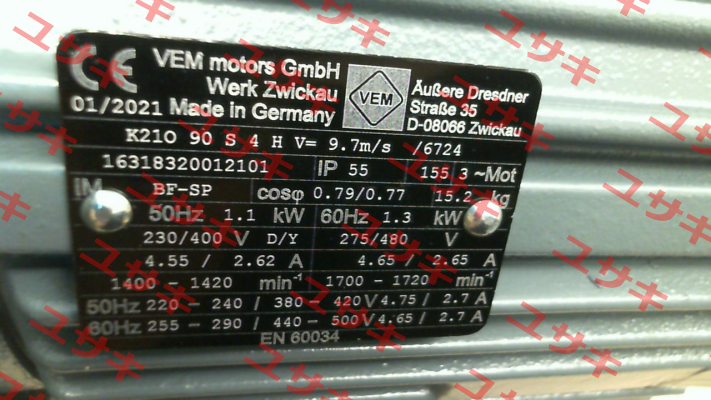 VEM motors GmbH
Werk Zwickau
01/2021 Made in Germany
VEM
Äußere Dresdner
Straße 35
D-08066 Zwickau
K21O 90 S 4 H V= 9.7m/s /6724
16318320012101 IP 55 155 3 ~Mot
IM BF-SP cosφ 0.79/0.77 15.2 kg
50Hz 1.1 kW 60Hz 1.3 kW
230/400 V D/Y 275/480 V
4.55 / 2.62 A 4.65 / 2.65 A
1400 - 1420 min⁻¹ 1700 - 1720 min⁻¹
50Hz 220 - 240 / 380 - 420 V 4.75 / 2.7 A
60Hz 255 - 290 / 440 - 500 V 4.65 / 2.7 A
EN 60034
ユサキ